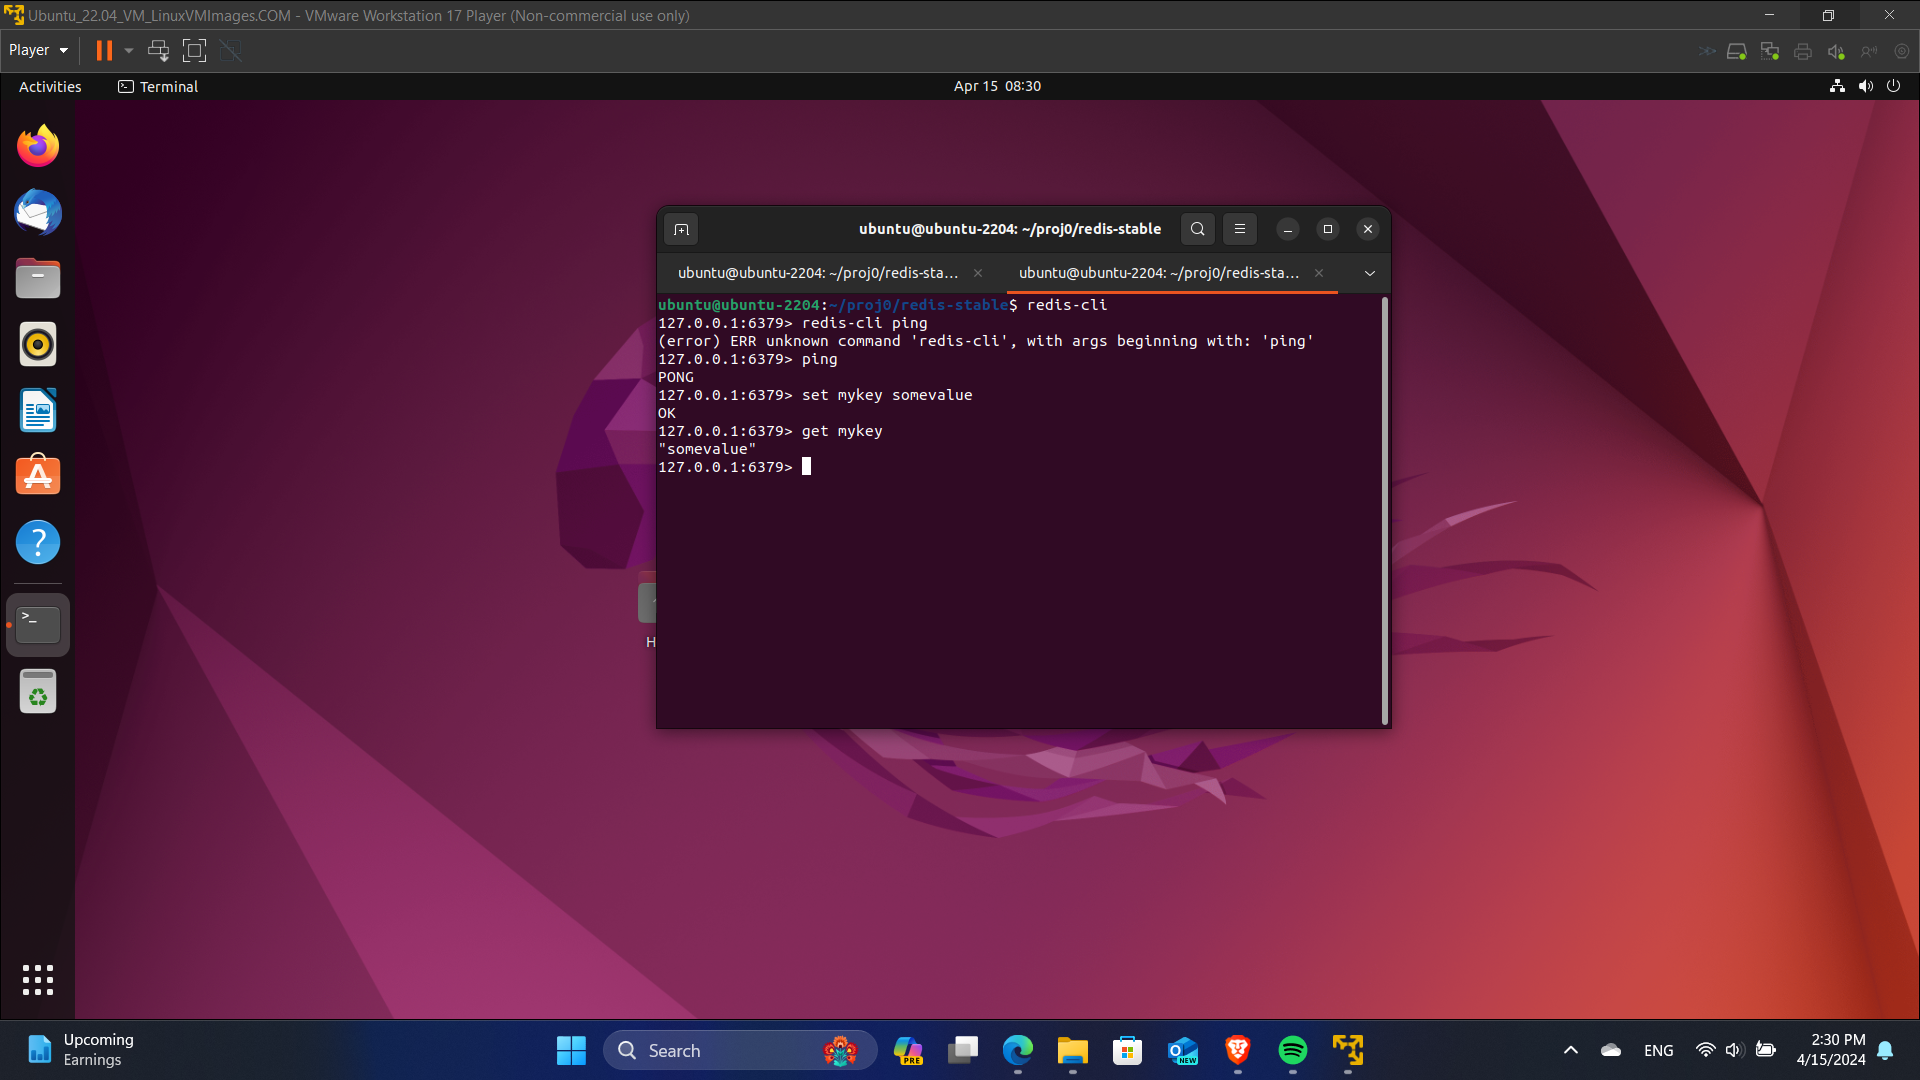 Ubuntu_22.04_VM_LinuxVMImages.COM - VMware Workstation 17 Player (Non-commercial use only)
Player
Activities
Terminal
Apr 15 08:30
ubuntu@ubuntu-2204: ~/proj0/redis-stable
ubuntu@ubuntu-2204: ~/proj0/redis-sta…
ubuntu@ubuntu-2204: ~/proj0/redis-sta…
ubuntu@ubuntu-2204:~/proj0/redis-stable$ redis-cli
127.0.0.1:6379> redis-cli ping
(error) ERR unknown command 'redis-cli', with args beginning with: 'ping'
127.0.0.1:6379> ping
PONG
127.0.0.1:6379> set mykey somevalue
OK
127.0.0.1:6379> get mykey
"somevalue"
127.0.0.1:6379>
H
Upcoming
Earnings
Search
PRE
NEW
ENG
2:30 PM
4/15/2024